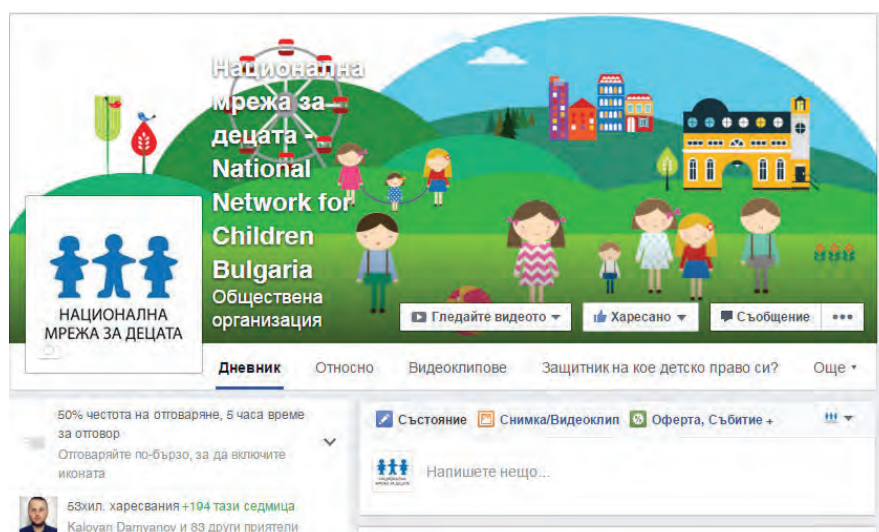 Национална
мрежа за
децата -
National
Network for
Children
Bulgaria
Обществена
организация
НАЦИОНАЛНА
МРЕЖА ЗА ДЕЦАТА
Гледайте видеото
Харесано
Съобщение
Дневник Относно Видеоклипове Защитник на кое детско право си? Още
50% честота на отговаряне, 5 часа време
за отговор
Отговаряйте по-бързо, за да включите
иконата
53хил. харесвания +194 тази седмица
Kaloyan Damyanov и 83 други приятели
Състояние Снимка/Видеоклип Оферта, Събитие +
Напишете нещо...